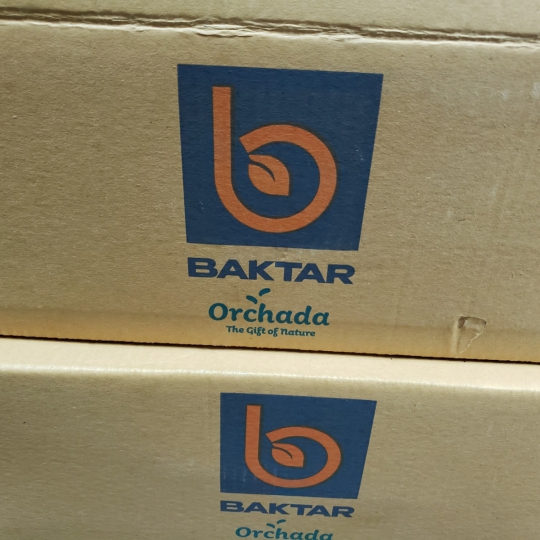 BAKTAR
Orchada
The Gift of Nature
BAKTAR
Orchada